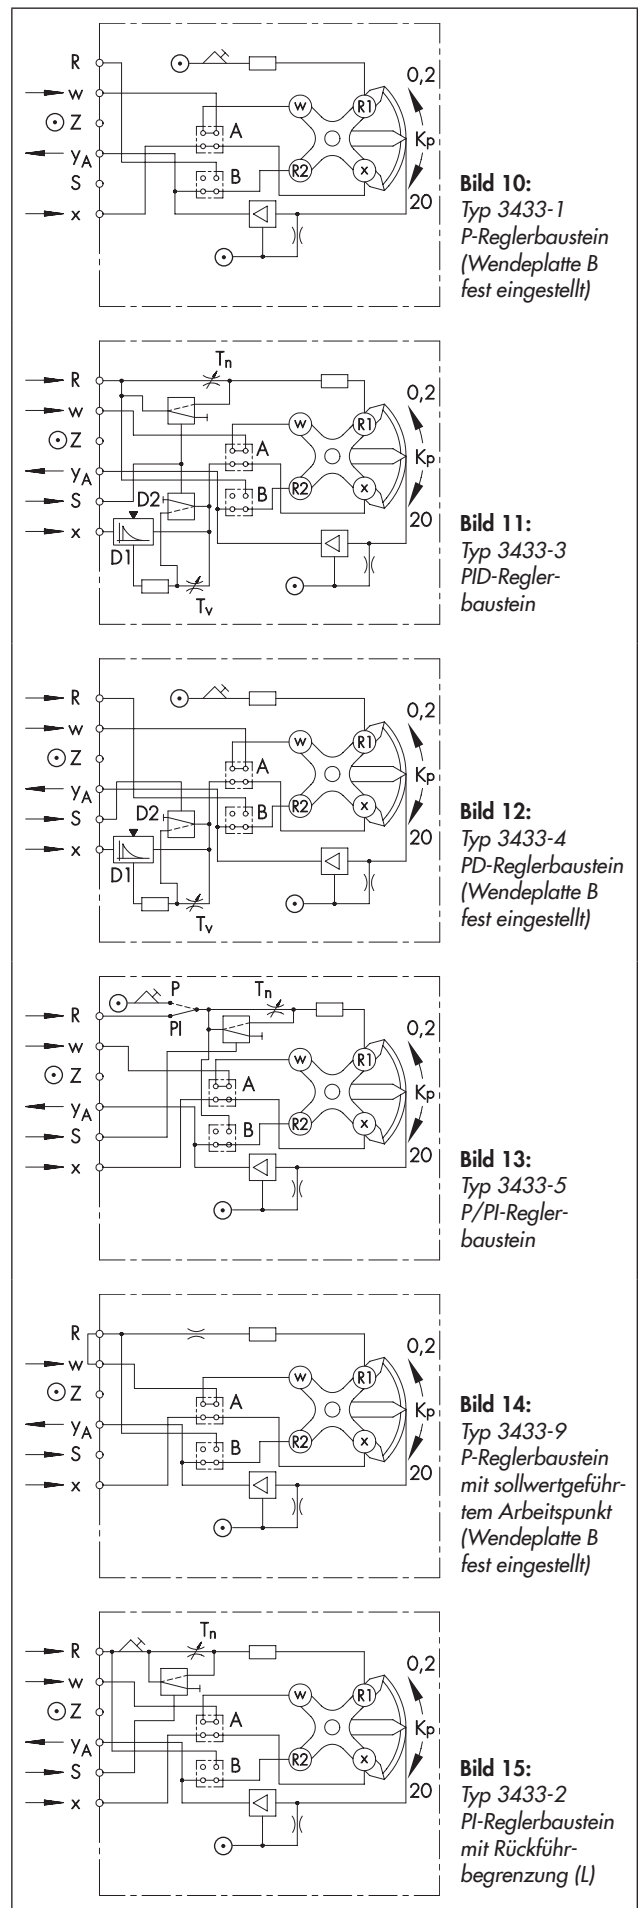 R
w
Z
yA
S
x
A
B
w
R1
R2
x
0,2
Kp
20
Bild 10:
Typ 3433-1
P-Reglerbaustein
(Wendeplatte B
fest eingestellt)
R
w
Z
yA
S
x
Tn
D2
D1
Tv
A
B
w
R1
R2
x
0,2
Kp
20
Bild 11:
Typ 3433-3
PID-Regler-
baustein
R
w
Z
yA
S
x
D2
D1
Tv
A
B
w
R1
R2
x
0,2
Kp
20
Bild 12:
Typ 3433-4
PD-Reglerbaustein
(Wendeplatte B
fest eingestellt)
R
w
Z
yA
S
x
P
PI
Tn
A
B
w
R1
R2
x
0,2
Kp
20
Bild 13:
Typ 3433-5
P/PI-Regler-
baustein
R
w
Z
yA
S
x
A
B
w
R1
R2
x
0,2
Kp
20
Bild 14:
Typ 3433-9
P-Reglerbaustein
mit sollwertgeführ-
tem Arbeitspunkt
(Wendeplatte B
fest eingestellt)
R
w
Z
yA
S
x
Tn
A
B
w
R1
R2
x
0,2
Kp
20
Bild 15:
Typ 3433-2
PI-Reglerbaustein
mit Rückführ-
begrenzung (L)